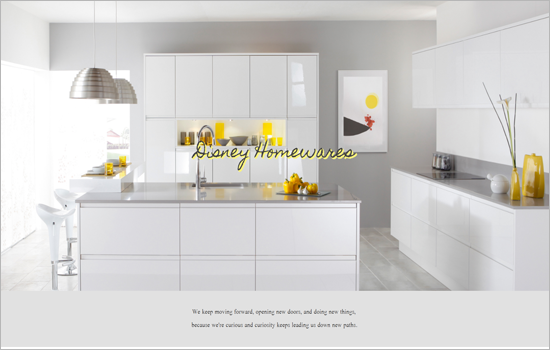 Disney Homewares
We keep moving forward, opening new doors, and doing new things,
because we're curious and curiosity keeps leading us down new paths.